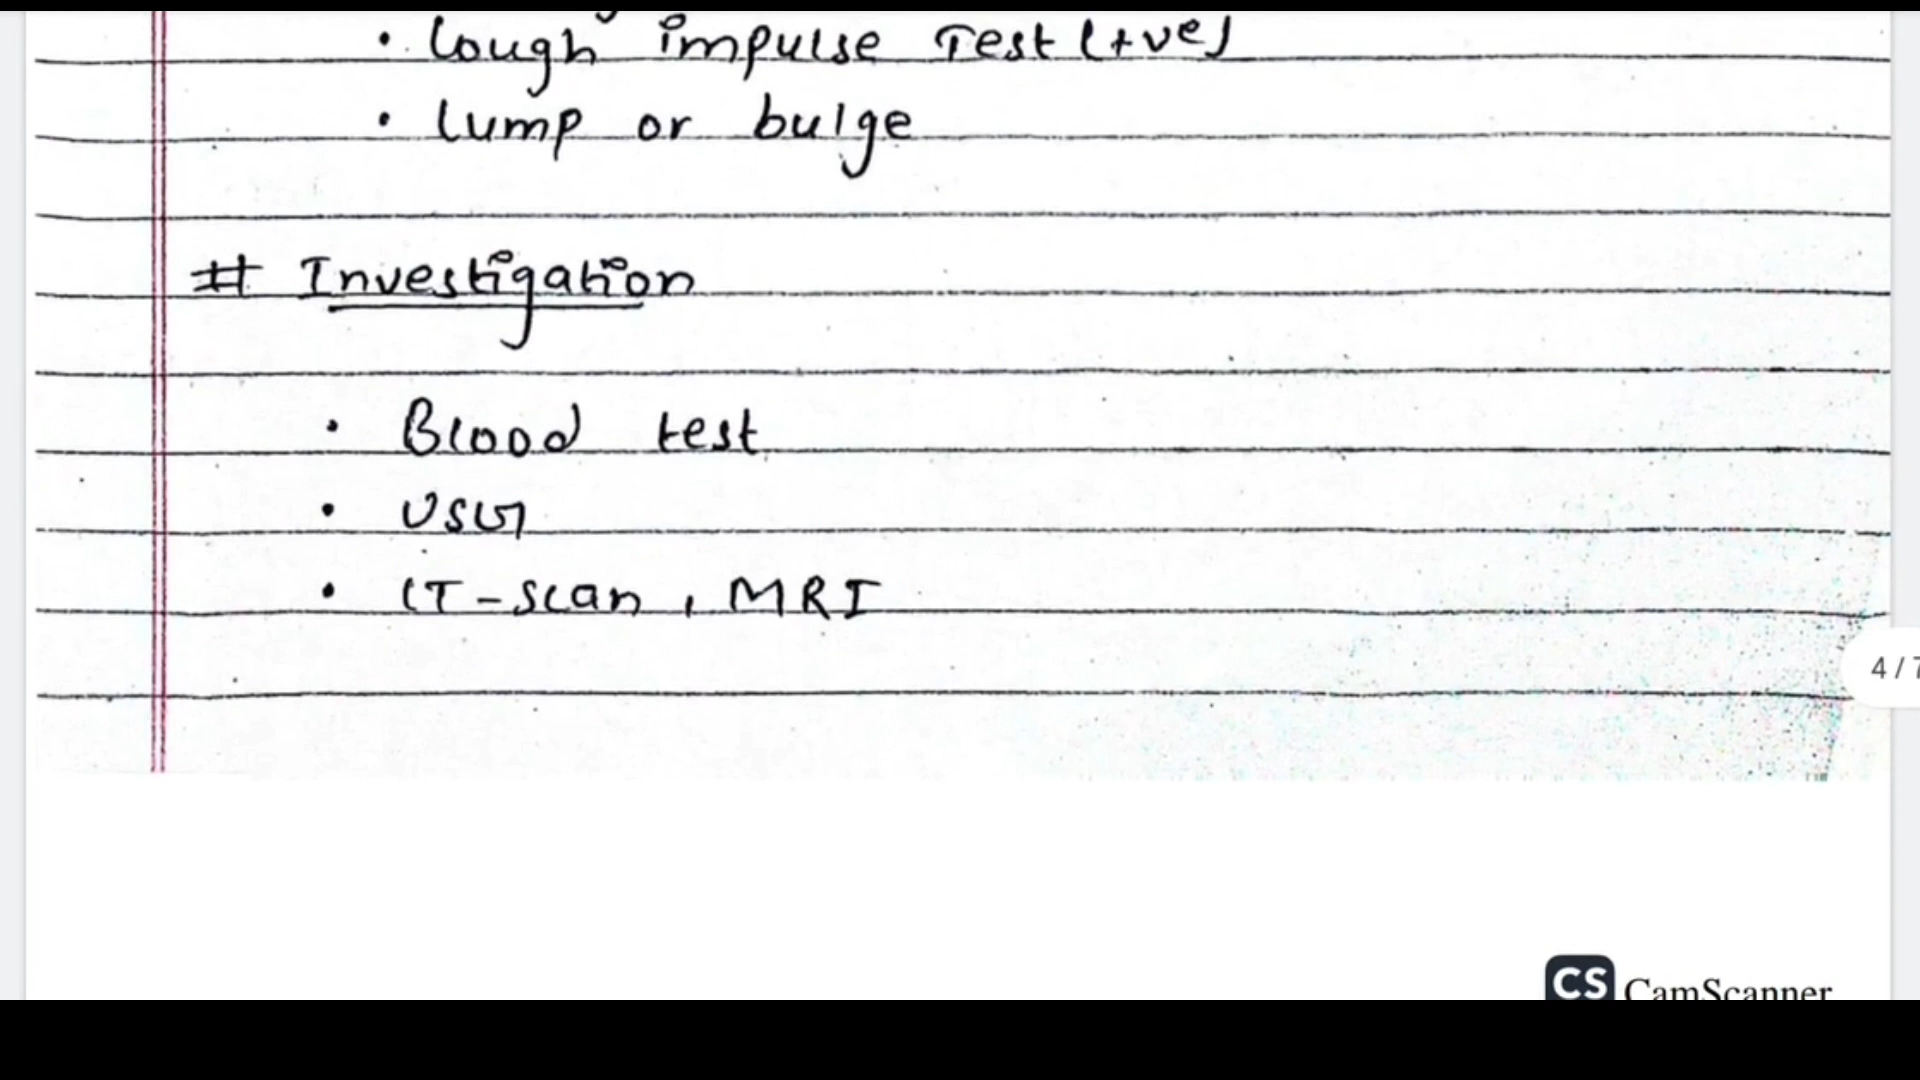 • Cough impulse Test (+ve)
• Lump or bulge
# Investigation
• Blood test
• USG
• CT-scan, MRI
4/7
CS CamScanner